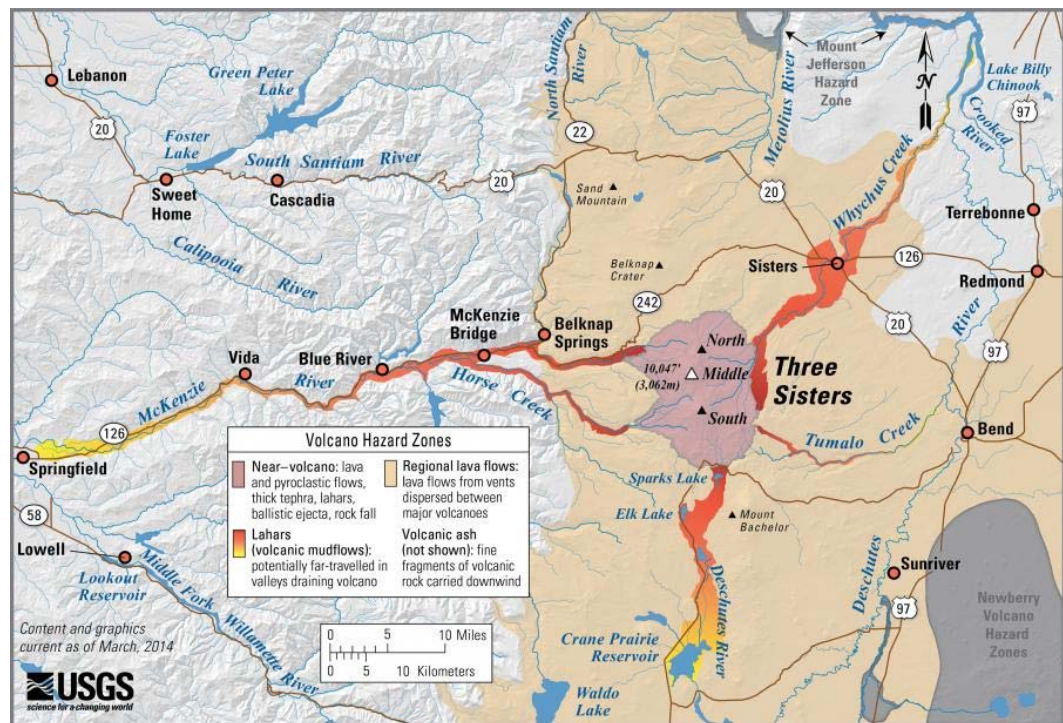 Lebanon
Green Peter
Lake
North Santiam
River
Metolius River
Mount
Jefferson
Hazard
Zone
N
Lake Billy
Chinook
Crooked
River
97
20
Foster
Lake
South Santiam River
22
Sweet
Home
Cascadia
20
Sand
Mountain
20
Whychus Creek
Terrebonne
Calipooia
River
Belknap
Crater
Sisters
126
Redmond
242
McKenzie
Bridge
Belknap
Springs
20
River
97
Vida
Blue River
North
10,047'
(3,062m)
Middle
South
Three
Sisters
McKenzie
River
Horse
Creek
126
Springfield
Tumalo Creek
Bend
Volcano Hazard Zones
Near–volcano: lava
and pyroclastic flows,
thick tephra, lahars,
ballistic ejecta, rock fall
Regional lava flows:
lava flows from vents
dispersed between
major volcanoes
Lahars
(volcanic mudflows):
potentially far-travelled in
valleys draining volcano
Volcanic ash
(not shown): fine
fragments of volcanic
rock carried downwind
Sparks Lake
Elk Lake
Mount
Bachelor
58
Lowell
Lookout
Reservoir
Middle Fork Willamette River
Deschutes River
Deschutes
Sunriver
97
Newberry
Volcano
Hazard
Zones
Crane Prairie
Reservoir
Waldo
Lake
Content and graphics
current as of March, 2014
0 5 10 Miles
0 5 10 Kilometers
USGS
science for a changing world